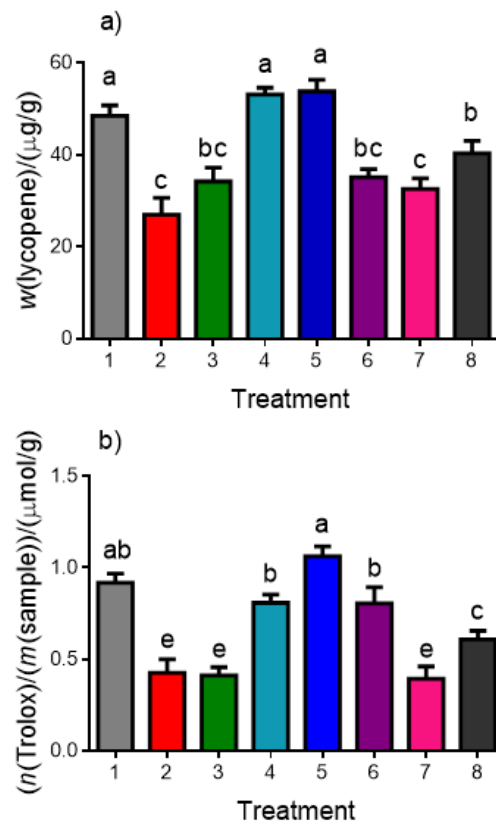 a)
w(lycopene)/(μg/g)
60
40
20
0
a
c
bc
a
a
bc
c
b
1 2 3 4 5 6 7 8
Treatment
b)
(n(Trolox)/(m(sample))/(μmol/g)
1.5
1.0
0.5
0.0
ab
e
e
b
a
b
e
c
1 2 3 4 5 6 7 8
Treatment